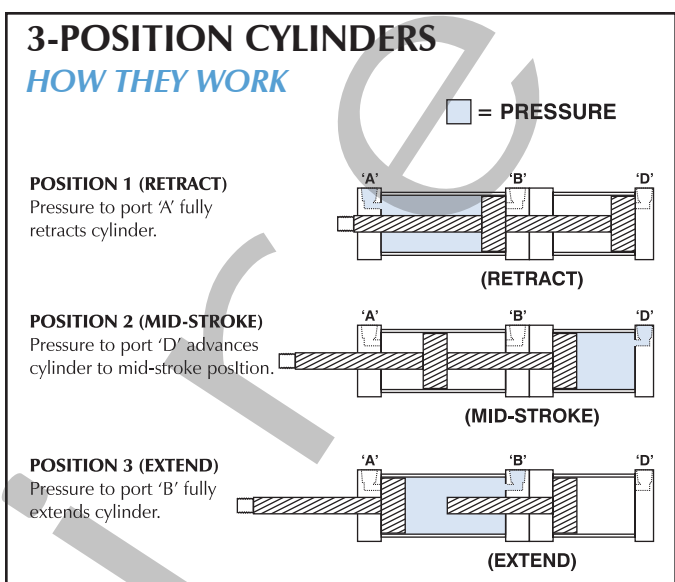 3-POSITION CYLINDERS
HOW THEY WORK
= PRESSURE
POSITION 1 (RETRACT)
Pressure to port ‘A’ fully
retracts cylinder.
‘A’ ‘B’ ‘D’
(RETRACT)
POSITION 2 (MID-STROKE)
Pressure to port ‘D’ advances
cylinder to mid-stroke position.
‘A’ ‘B’ ‘D’
(MID-STROKE)
POSITION 3 (EXTEND)
Pressure to port ‘B’ fully
extends cylinder.
‘A’ ‘B’ ‘D’
(EXTEND)